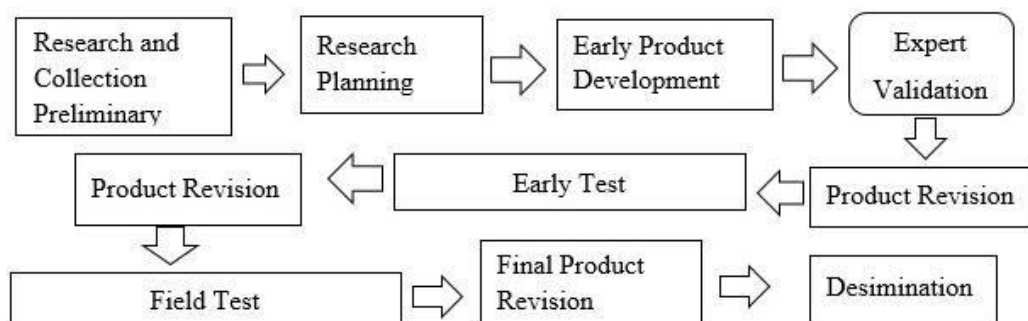 Research and
Collection
Preliminary
Research
Planning
Early Product
Development
Expert
Validation
Product Revision
Early Test
Product Revision
Field Test
Final Product
Revision
Desimination